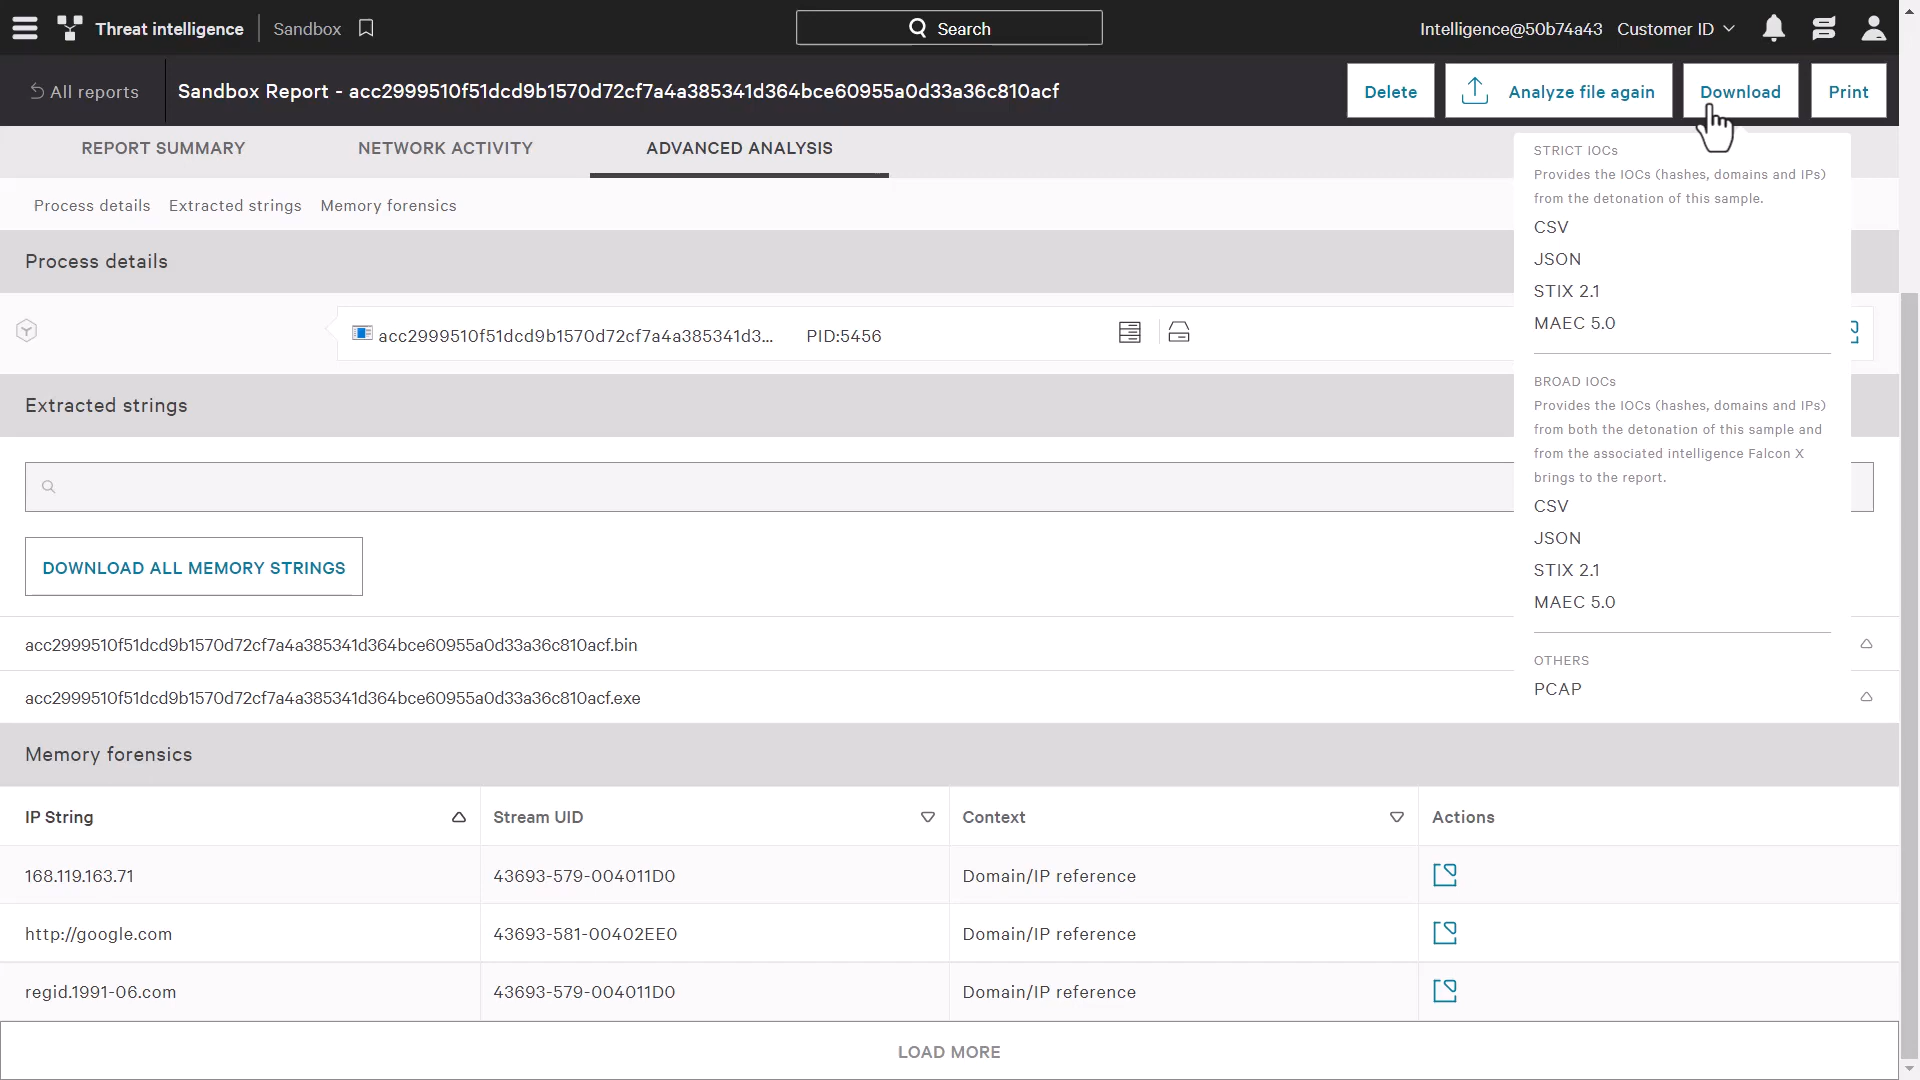 Threat intelligence
Sandbox
Search
Intelligence@50b74a43
Customer ID
All reports
Sandbox Report - acc2999510f51dcd9b1570d72cf7a4a385341d364bce60955a0d33a36c810acf
Delete
Analyze file again
Download
Print
REPORT SUMMARY
NETWORK ACTIVITY
ADVANCED ANALYSIS
Process details
Extracted strings
Memory forensics
STRICT IOCs
Provides the IOCs (hashes, domains and IPs)
from the detonation of this sample.
CSV
JSON
STIX 2.1
MAEC 5.0
BROAD IOCs
Provides the IOCs (hashes, domains and IPs)
from both the detonation of this sample and
from the associated intelligence Falcon X
brings to the report.
CSV
JSON
STIX 2.1
MAEC 5.0
OTHERS
PCAP
Process details
acc2999510f51dcd9b1570d72cf7a4a385341d3...
PID:5456
Extracted strings
DOWNLOAD ALL MEMORY STRINGS
acc2999510f51dcd9b1570d72cf7a4a385341d364bce60955a0d33a36c810acf.bin
acc2999510f51dcd9b1570d72cf7a4a385341d364bce60955a0d33a36c810acf.exe
Memory forensics
IP String
Stream UID
Context
Actions
168.119.163.71
43693-579-004011D0
Domain/IP reference
http://google.com
43693-581-00402EE0
Domain/IP reference
regid.1991-06.com
43693-579-004011D0
Domain/IP reference
LOAD MORE